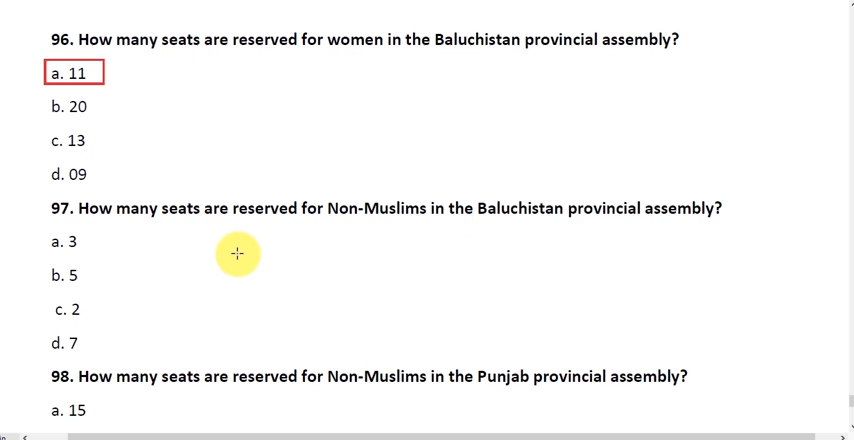 96. How many seats are reserved for women in the Baluchistan provincial assembly?
a. 11
b. 20
c. 13
d. 09
97. How many seats are reserved for Non-Muslims in the Baluchistan provincial assembly?
a. 3
b. 5
c. 2
d. 7
98. How many seats are reserved for Non-Muslims in the Punjab provincial assembly?
a. 15